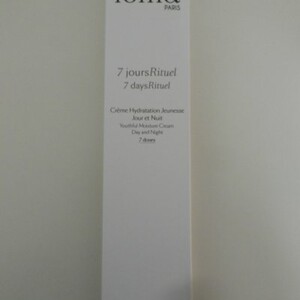 PARIS
7 joursRituel
7 daysRituel
Crème Hydratation Jeunesse
Jour et Nuit
Youthful Moisture Cream
Day and Night
7 doses